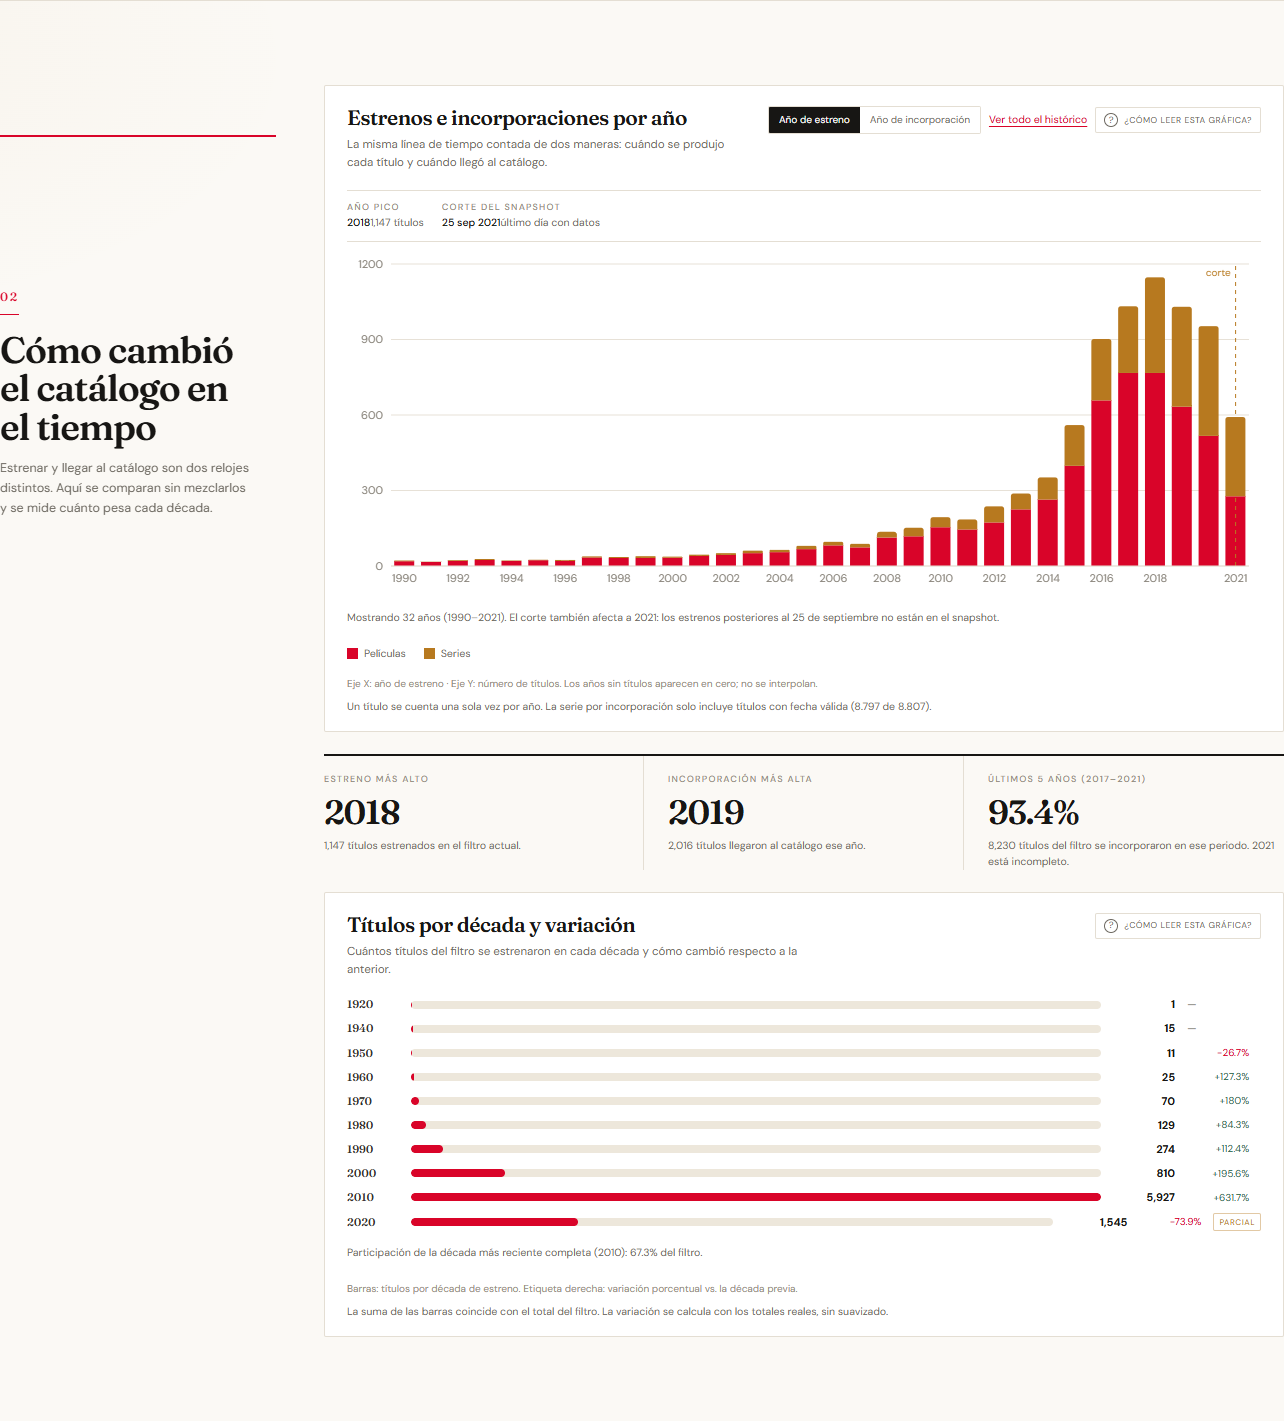 02
Cómo cambió
el catálogo en
el tiempo
Estrenar y llegar al catálogo son dos relojes
distintos. Aquí se comparan sin mezclarlos
y se mide cuánto pesa cada década.
Estrenos e incorporaciones por año
La misma línea de tiempo contada de dos maneras: cuándo se produjo
cada título y cuándo llegó al catálogo.
Año de estreno Año de incorporación Ver todo el histórico ? ¿CÓMO LEER ESTA GRÁFICA?
AÑO PICO CORTE DEL SNAPSHOT
20181,147 títulos 25 sep 2021último día con datos
1200
corte
900
600
300
0
1990 1992 1994 1996 1998 2000 2002 2004 2006 2008 2010 2012 2014 2016 2018 2021
Mostrando 32 años (1990–2021). El corte también afecta a 2021: los estrenos posteriores al 25 de septiembre no están en el snapshot.
Películas Series
Eje X: año de estreno · Eje Y: número de títulos. Los años sin títulos aparecen en cero; no se interpolan.
Un título se cuenta una sola vez por año. La serie por incorporación solo incluye títulos con fecha válida (8.797 de 8.807).
ESTRENO MÁS ALTO
2018
1,147 títulos estrenados en el filtro actual.
INCORPORACIÓN MÁS ALTA
2019
2,016 títulos llegaron al catálogo ese año.
ÚLTIMOS 5 AÑOS (2017–2021)
93.4%
8,230 títulos del filtro se incorporaron en ese periodo. 2021
está incompleto.
Títulos por década y variación
? ¿CÓMO LEER ESTA GRÁFICA?
Cuántos títulos del filtro se estrenaron en cada década y cómo cambió respecto a la
anterior.
1920 1 —
1940 15 —
1950 11 -26.7%
1960 25 +127.3%
1970 70 +180%
1980 129 +84.3%
1990 274 +112.4%
2000 810 +195.6%
2010 5,927 +631.7%
2020 1,545 -73.9% PARCIAL
Participación de la década más reciente completa (2010): 67.3% del filtro.
Barras: títulos por década de estreno. Etiqueta derecha: variación porcentual vs. la década previa.
La suma de las barras coincide con el total del filtro. La variación se calcula con los totales reales, sin suavizado.